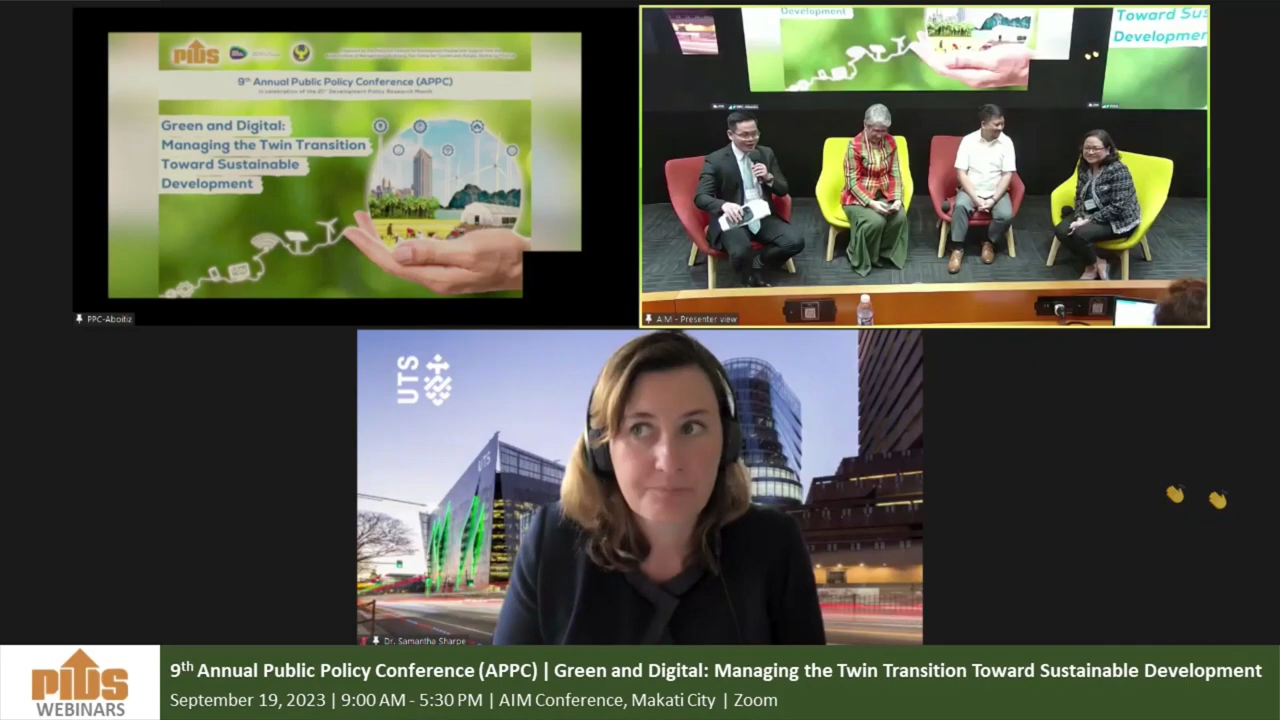 PIDS
9th Annual Public Policy Conference (APPC)
Green and Digital:
Managing the Twin Transition
Toward Sustainable
Development
PPC-Aboitiz
Development
Toward Sus
Developmen
AIM - Presenter view
UTS
UTS
Dr. Samantha Sharpe
PIDS
WEBINARS
9th Annual Public Policy Conference (APPC) | Green and Digital: Managing the Twin Transition Toward Sustainable Development
September 19, 2023 | 9:00 AM - 5:30 PM | AIM Conference, Makati City | Zoom